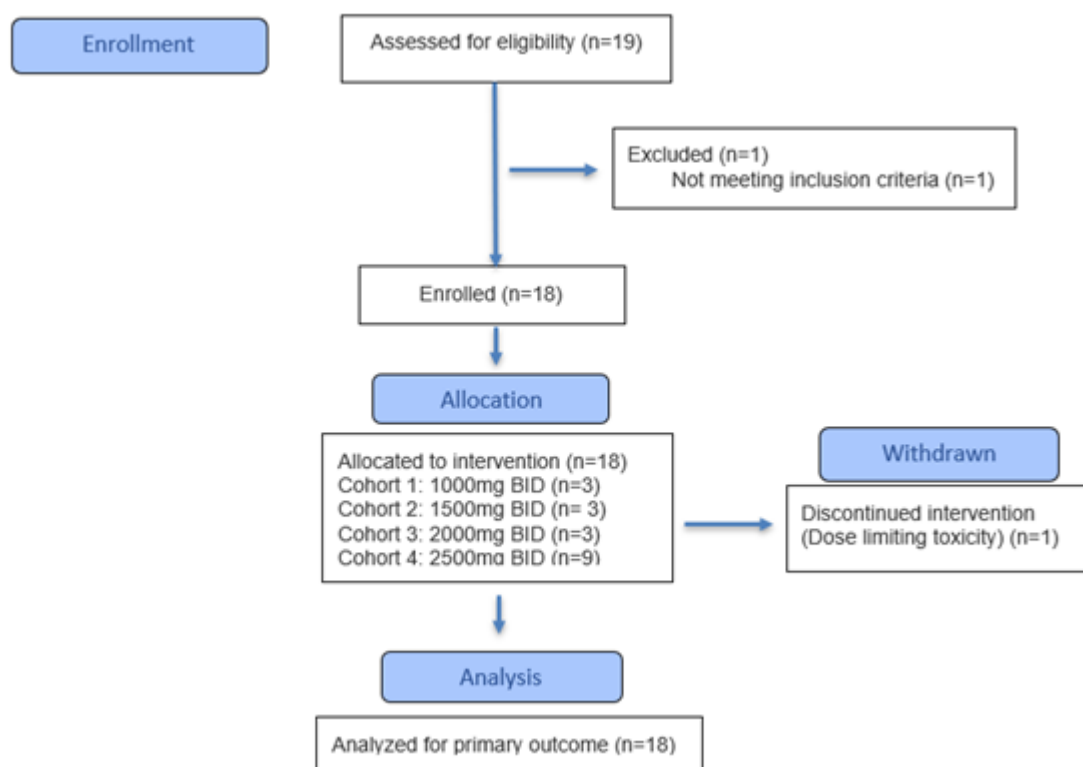 Enrollment
Assessed for eligibility (n=19)
Excluded (n=1)
Not meeting inclusion criteria (n=1)
Enrolled (n=18)
Allocation
Allocated to intervention (n=18)
Cohort 1: 1000mg BID (n=3)
Cohort 2: 1500mg BID (n= 3)
Cohort 3: 2000mg BID (n=3)
Cohort 4: 2500mg BID (n=9)
Withdrawn
Discontinued intervention
(Dose limiting toxicity) (n=1)
Analysis
Analyzed for primary outcome (n=18)